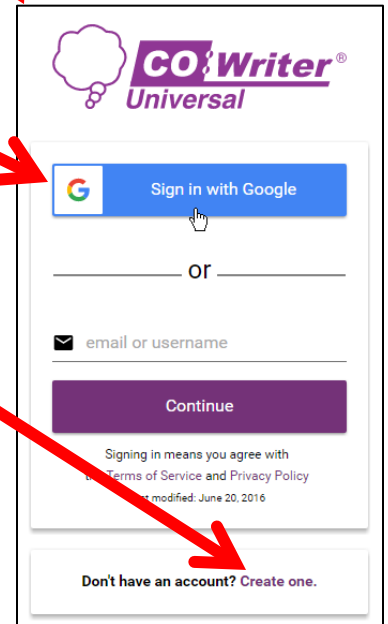 CO:Writer®
Universal
Sign in with Google
or
email or username
Continue
Signing in means you agree with
Terms of Service and Privacy Policy
modified: June 20, 2016
Don't have an account? Create one.